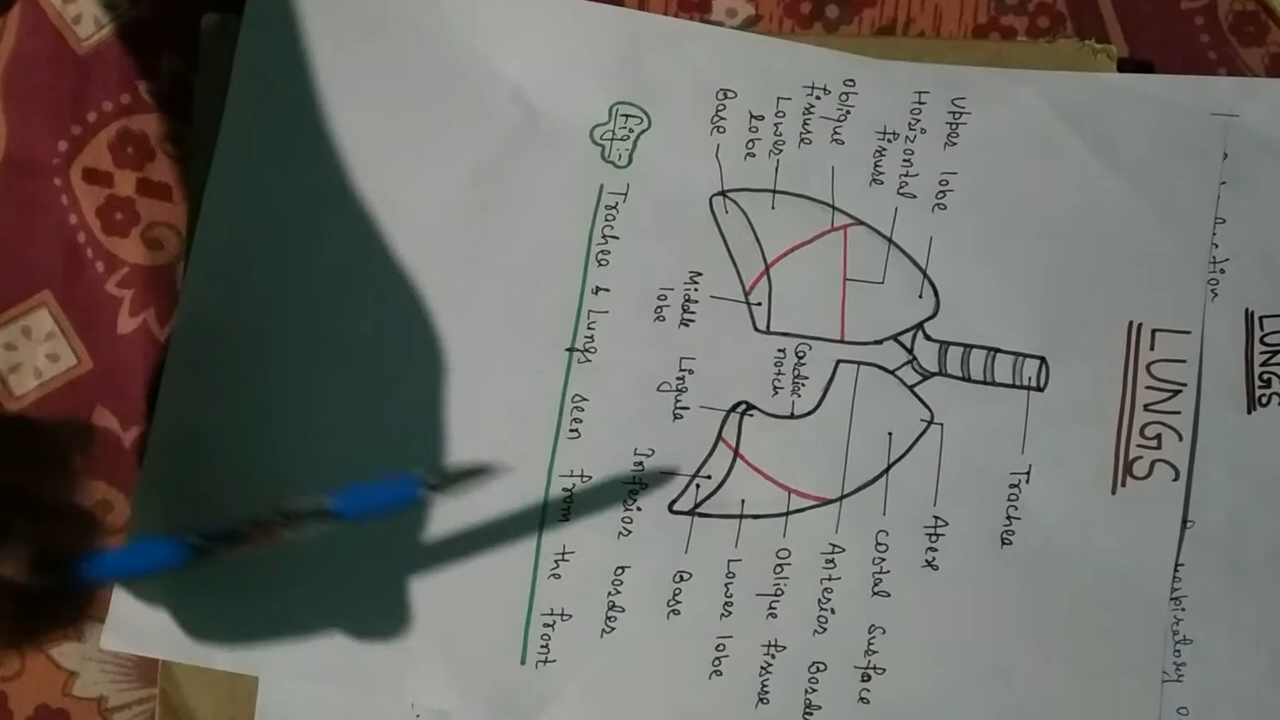 LUNGS
LUNGS
Trachea
Upper lobe
Horizontal
fissure
Oblique
fissure
Lower
lobe
Base
Apex
Costal surface
Anterior
Oblique fissure
Lower lobe
Base
Inferior border
Cardiac
notch
Middle
lobe
Lingula
Fig:-
Trachea & Lungs seen from the front